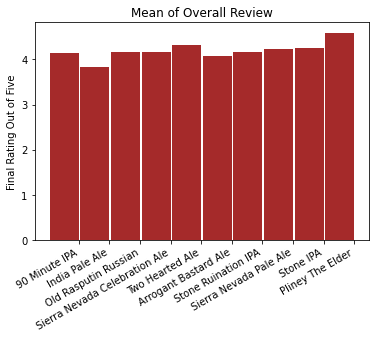 Mean of Overall Review
Final Rating Out of Five
4
3
2
1
0
90 Minute IPA
India Pale Ale
Old Rasputin Russian
Sierra Nevada Celebration Ale
Two Hearted Ale
Arrogant Bastard Ale
Stone Ruination IPA
Sierra Nevada Pale Ale
Stone IPA
Pliney The Elder